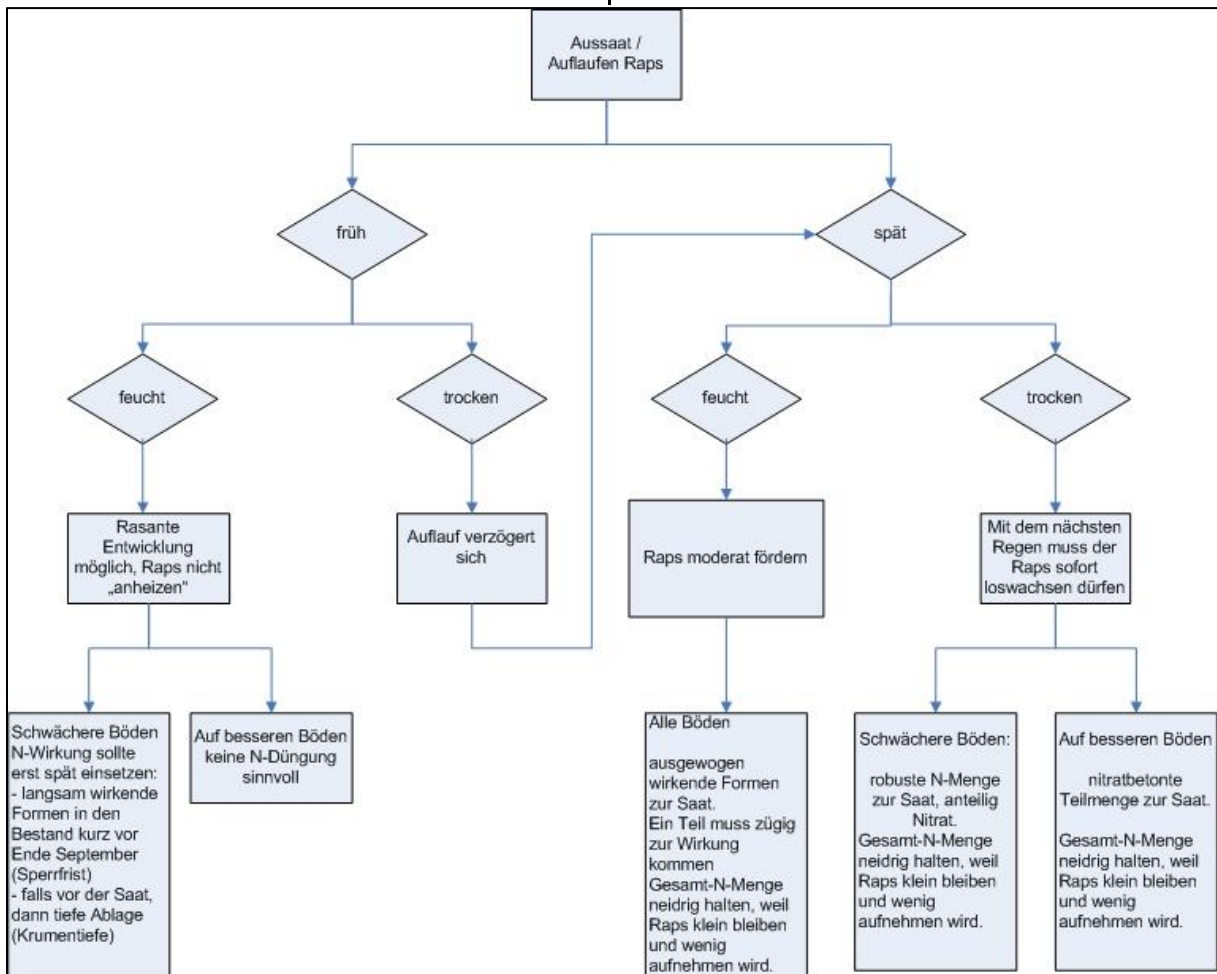 Aussaat /
Auflaufen Raps
früh
spät
feucht
trocken
feucht
trocken
Rasante
Entwicklung
möglich, Raps nicht
„anheizen“
Auflauf verzögert
sich
Raps moderat fördern
Mit dem nächsten
Regen muss der
Raps sofort
loswachsen dürfen
Schwächere Böden
N-Wirkung sollte
erst spät einsetzen:
- langsam wirkende
Formen in den
Bestand kurz vor
Ende September
(Sperrfrist)
- falls vor der Saat,
dann tiefe Ablage
(Krumentiefe)
Auf besseren Böden
keine N-Düngung
sinnvoll
Alle Böden
ausgewogen
wirkende Formen
zur Saat.
Ein Teil muss zügig
zur Wirkung
kommen
Gesamt-N-Menge
neidrig halten, weil
Raps klein bleiben
und wenig
aufnehmen wird.
Schwächere Böden:
robuste N-Menge
zur Saat, anteilig
Nitrat.
Gesamt-N-Menge
neidrig halten, weil
Raps klein bleiben
und wenig
aufnehmen wird.
Auf besseren Böden
nitratbetonte
Teilmenge zur Saat.
Gesamt-N-Menge
neidrig halten, weil
Raps klein bleiben
und wenig
aufnehmen wird.